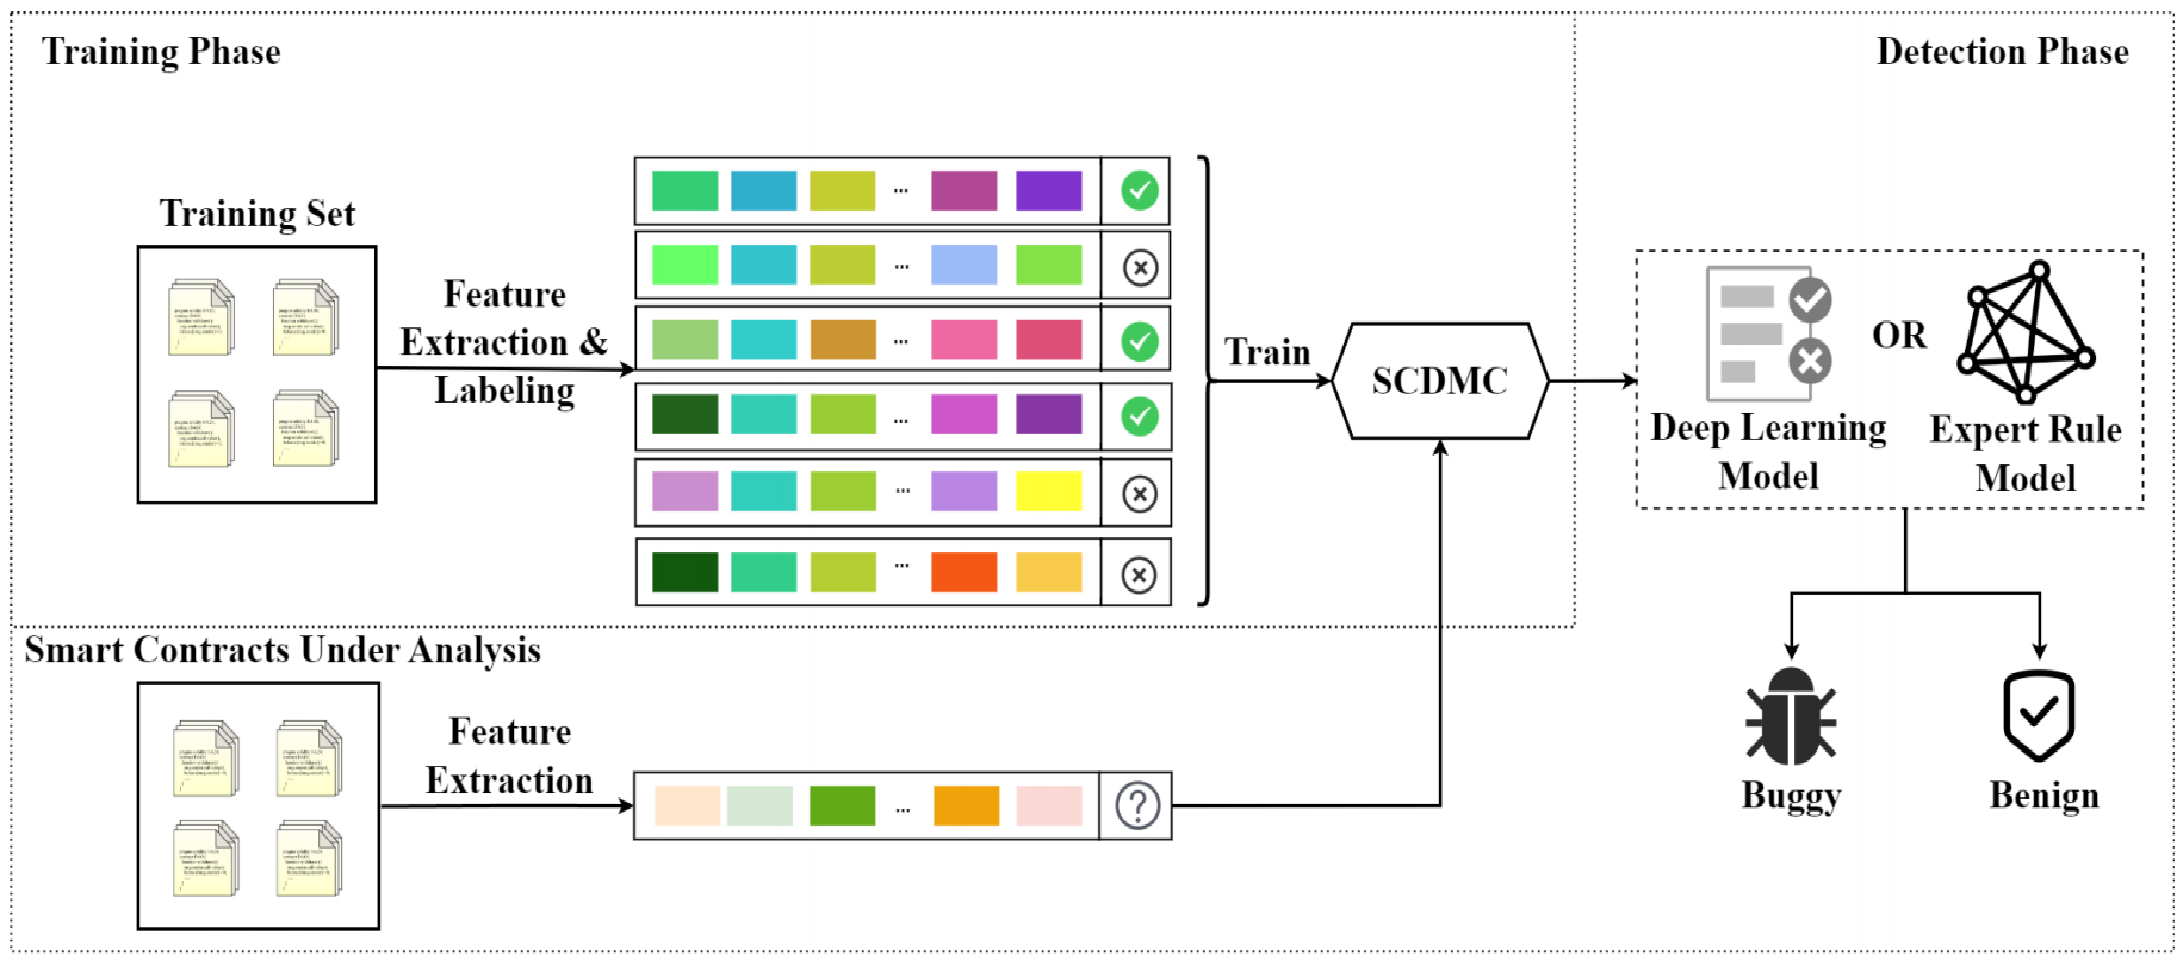 Training Phase
Detection Phase
Training Set
Feature
Extraction &
Labeling
...
...
...
...
...
...
Train
SCDMC
OR
Deep Learning
Model
Expert Rule
Model
Smart Contracts Under Analysis
Feature
Extraction
...
?
Buggy
Benign